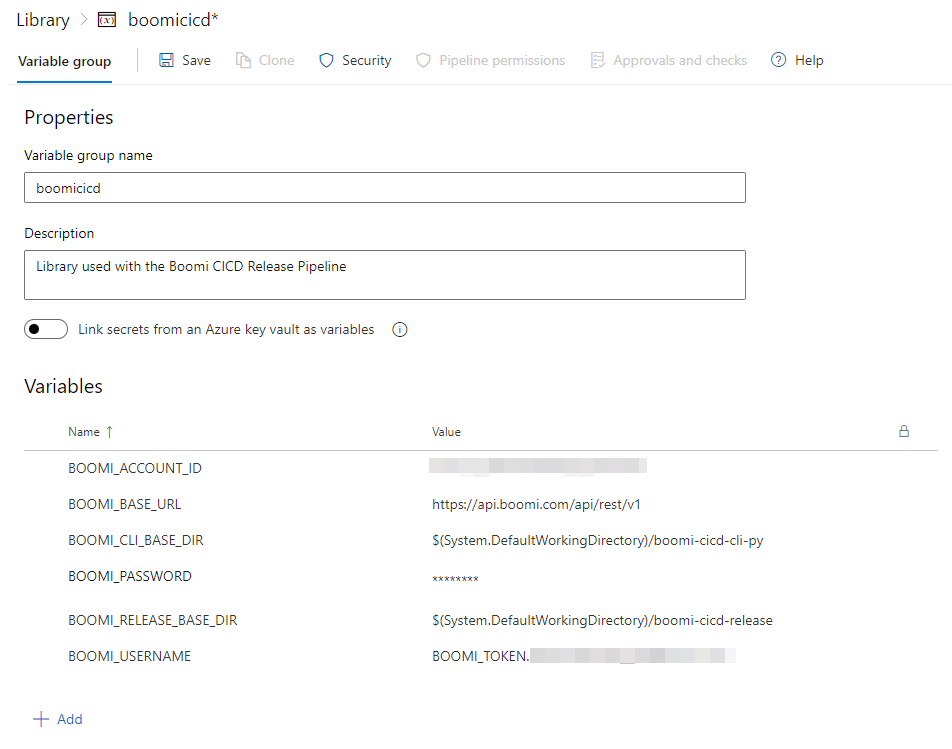 Library > boomicicd*
Variable group Save Clone Security Pipeline permissions Approvals and checks Help
Properties
Variable group name
boomicicd
Description
Library used with the Boomi CICD Release Pipeline
Link secrets from an Azure key vault as variables
Variables
Name ↑ Value
BOOMI_ACCOUNT_ID
BOOMI_BASE_URL https://api.boomi.com/api/rest/v1
BOOMI_CLI_BASE_DIR $(System.DefaultWorkingDirectory)/boomi-cicd-cli-py
BOOMI_PASSWORD ********
BOOMI_RELEASE_BASE_DIR $(System.DefaultWorkingDirectory)/boomi-cicd-release
BOOMI_USERNAME BOOMI_TOKEN.
+ Add